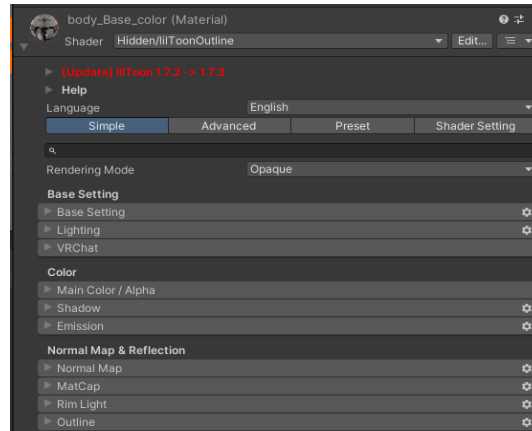 body_Base_color (Material)
Shader Hidden/lilToonOutline Edit...
[Update] lilToon 1.7.2 -> 1.7.3
Help
Language English
Simple Advanced Preset Shader Setting
Rendering Mode Opaque
Base Setting
Base Setting
Lighting
VRChat
Color
Main Color / Alpha
Shadow
Emission
Normal Map & Reflection
Normal Map
MatCap
Rim Light
Outline